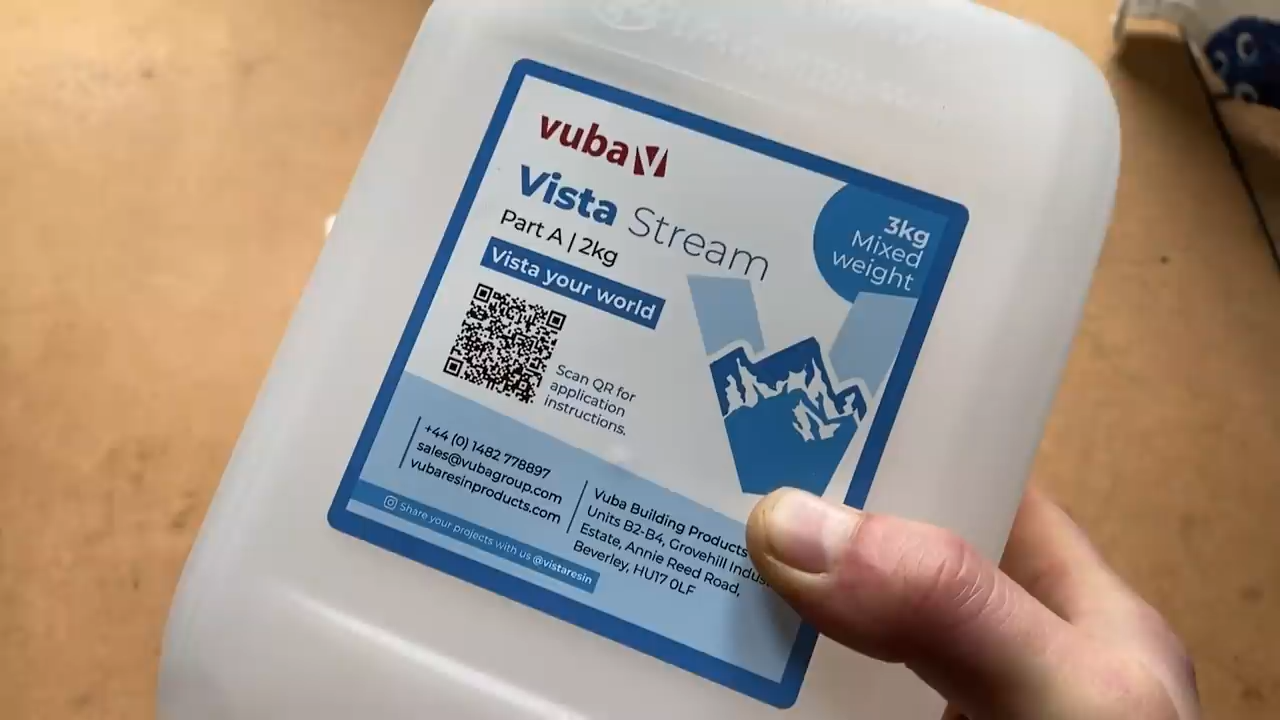 vuba
Vista Stream
Part A | 2kg
Vista your world
3kg
Mixed
weight
Scan QR for
application
instructions.
+44 (0) 1482 778897
sales@vubagroup.com
vubaresinproducts.com
Vuba Building Products
Units B2-B4, Grovehill
Estate, Annie Reed Road,
Beverley, HU17 0LF
Share your projects with us @vistaresin